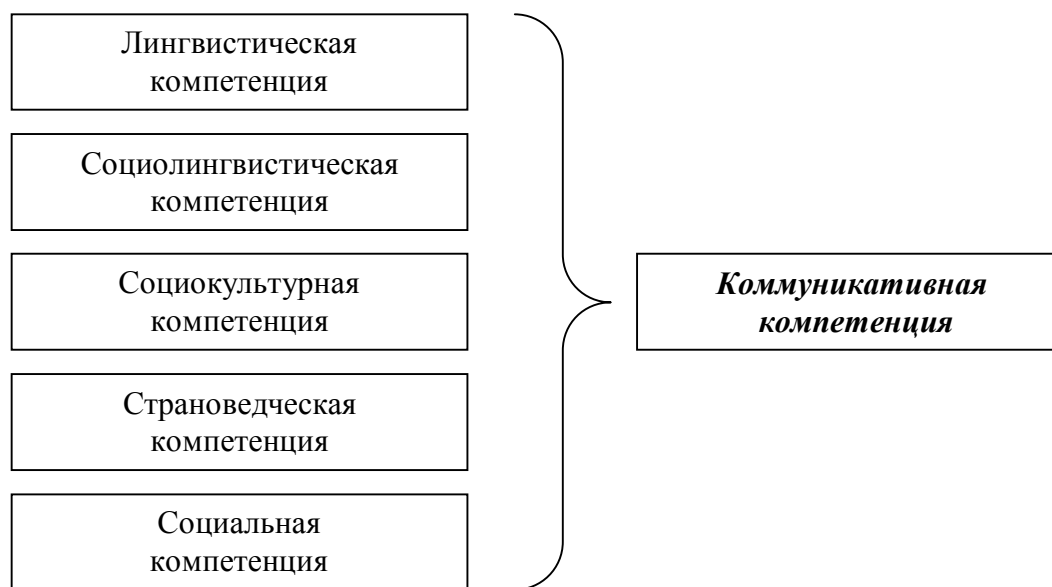 Лингвистическая
компетенция
Социолингвистическая
компетенция
Социокультурная
компетенция
Страноведческая
компетенция
Социальная
компетенция
Коммуникативная
компетенция